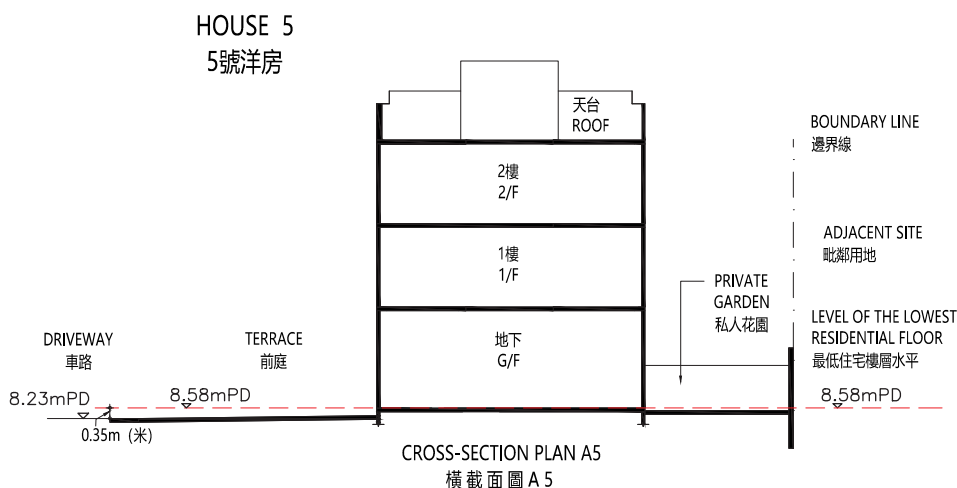 HOUSE 5
5號洋房
天台
ROOF
BOUNDARY LINE
邊界線
2樓
2/F
ADJACENT SITE
毗鄰用地
1樓
1/F
PRIVATE
GARDEN
私人花園
LEVEL OF THE LOWEST
RESIDENTIAL FLOOR
最低住宅樓層水平
DRIVEWAY
車路
TERRACE
前庭
地下
G/F
8.23mPD
8.58mPD
8.58mPD
0.35m (米)
CROSS-SECTION PLAN A5
橫截面圖A5